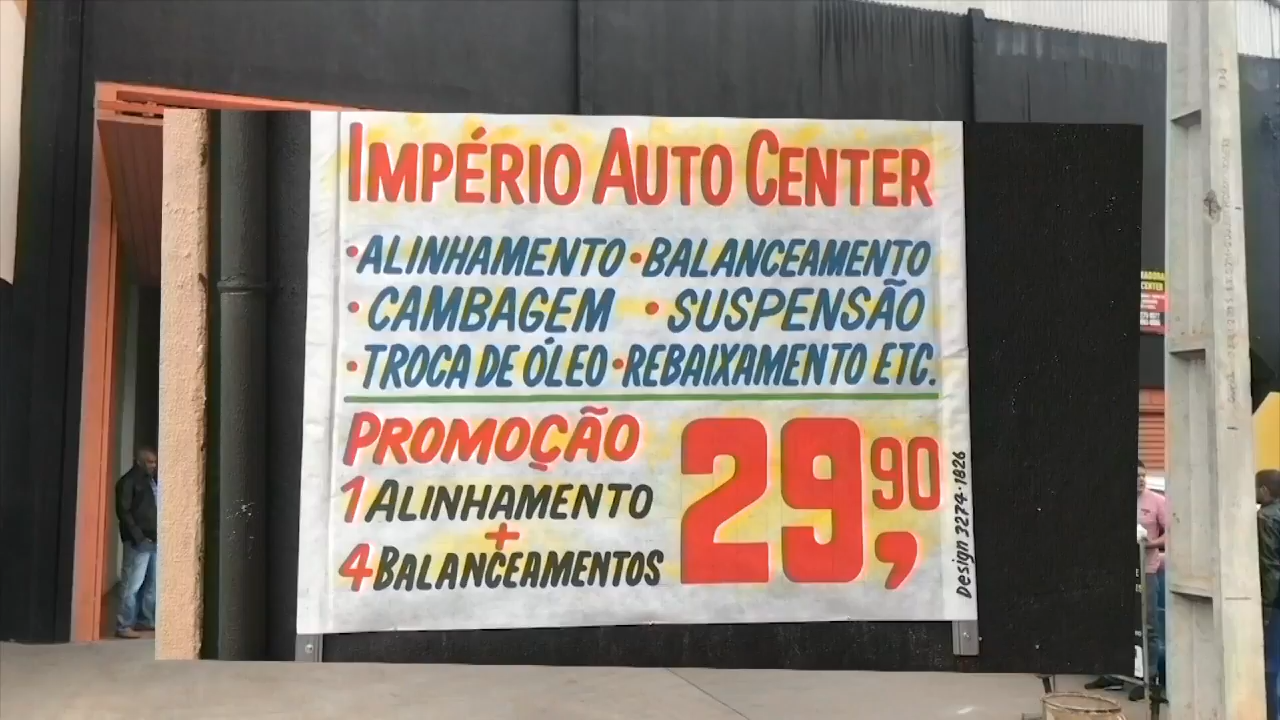 IMPÉRIO AUTO CENTER
•ALINHAMENTO •BALANCEAMENTO
•CAMBAGEM •SUSPENSÃO
•TROCA DE ÓLEO •REBAIXAMENTO ETC.
PROMOÇÃO
1 ALINHAMENTO
+
4 BALANCEAMENTOS
29,90
Design 3274-1826
CENTER